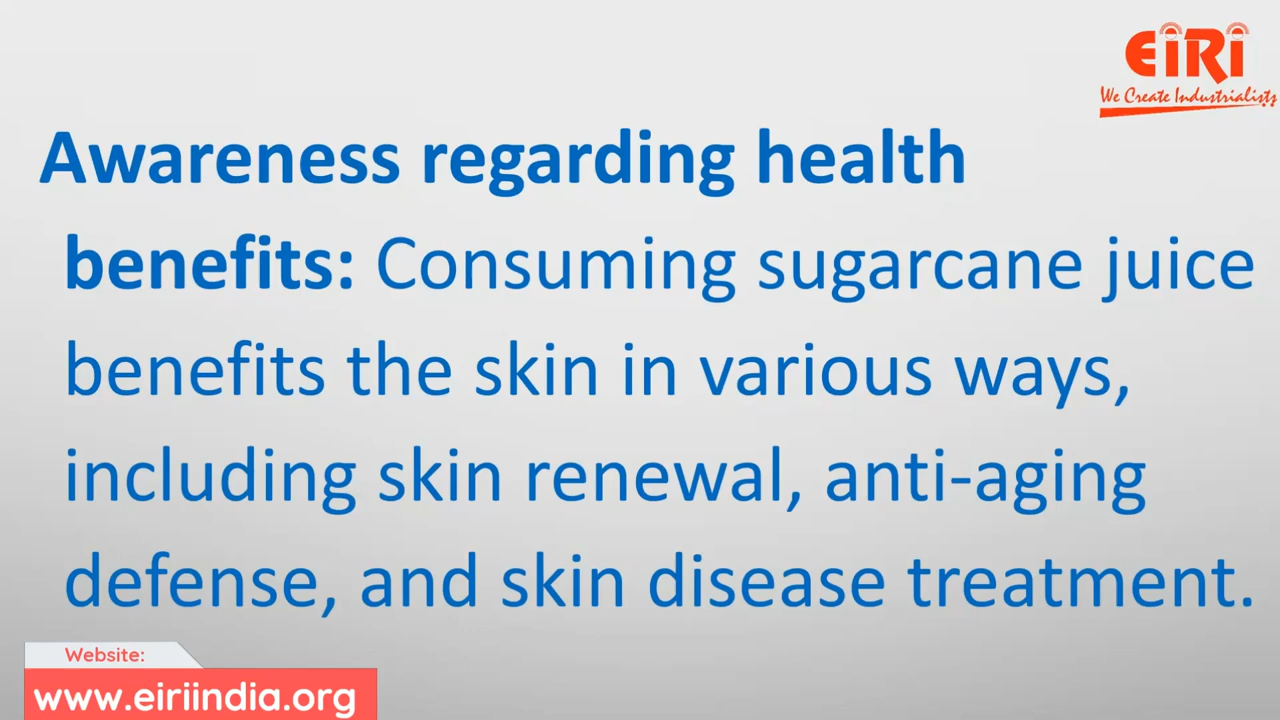 EiRi
We Create Industrialists
Awareness regarding health
benefits: Consuming sugarcane juice
benefits the skin in various ways,
including skin renewal, anti-aging
defense, and skin disease treatment.
Website:
www.eiriindia.org